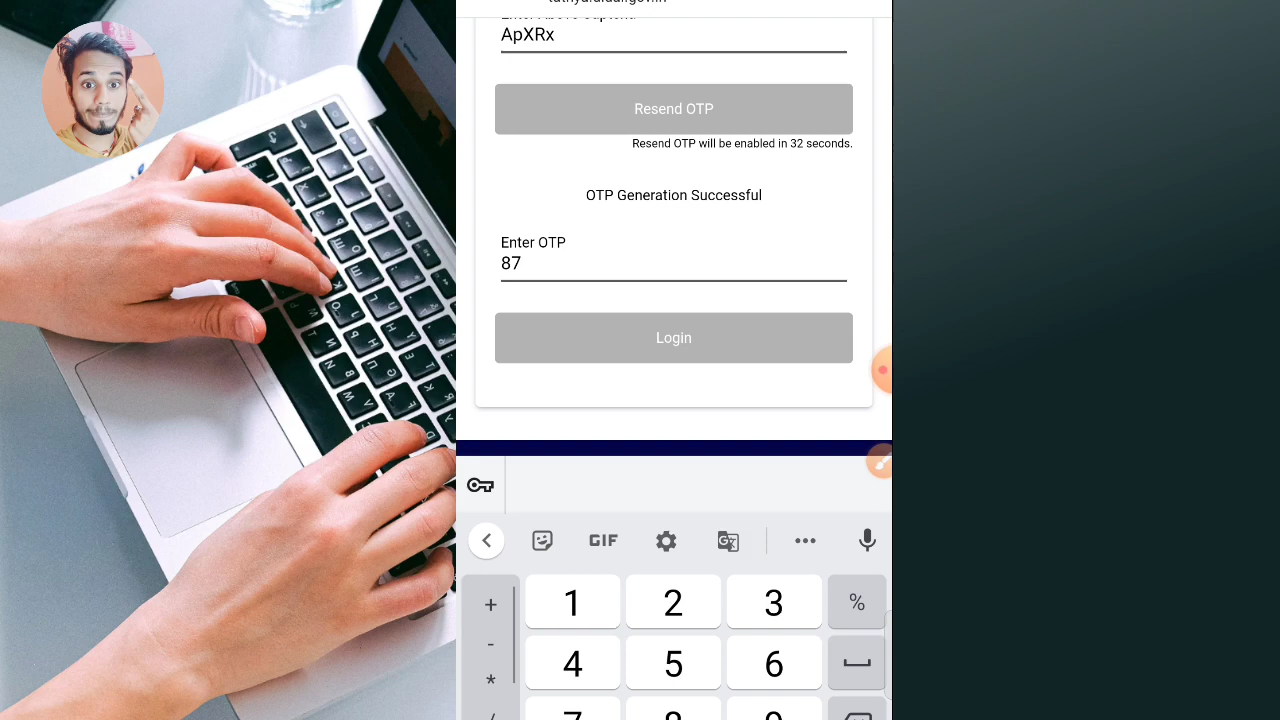 ApXRx
Resend OTP
Resend OTP will be enabled in 32 seconds.
OTP Generation Successful
Enter OTP
87
Login
GIF
+ 1 2 3 %
-
4 5 6
*